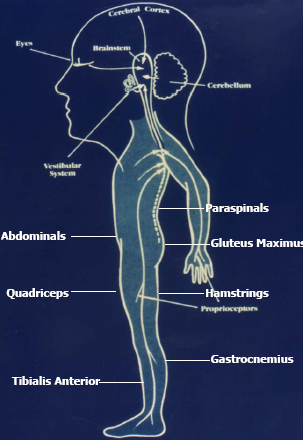 Cerebral Cortex
Eyes
Brainstem
Cerebellum
Vestibular
System
Paraspinals
Abdominals
Gluteus Maximus
Quadriceps
Hamstrings
Proprioceptors
Gastrocnemius
Tibialis Anterior